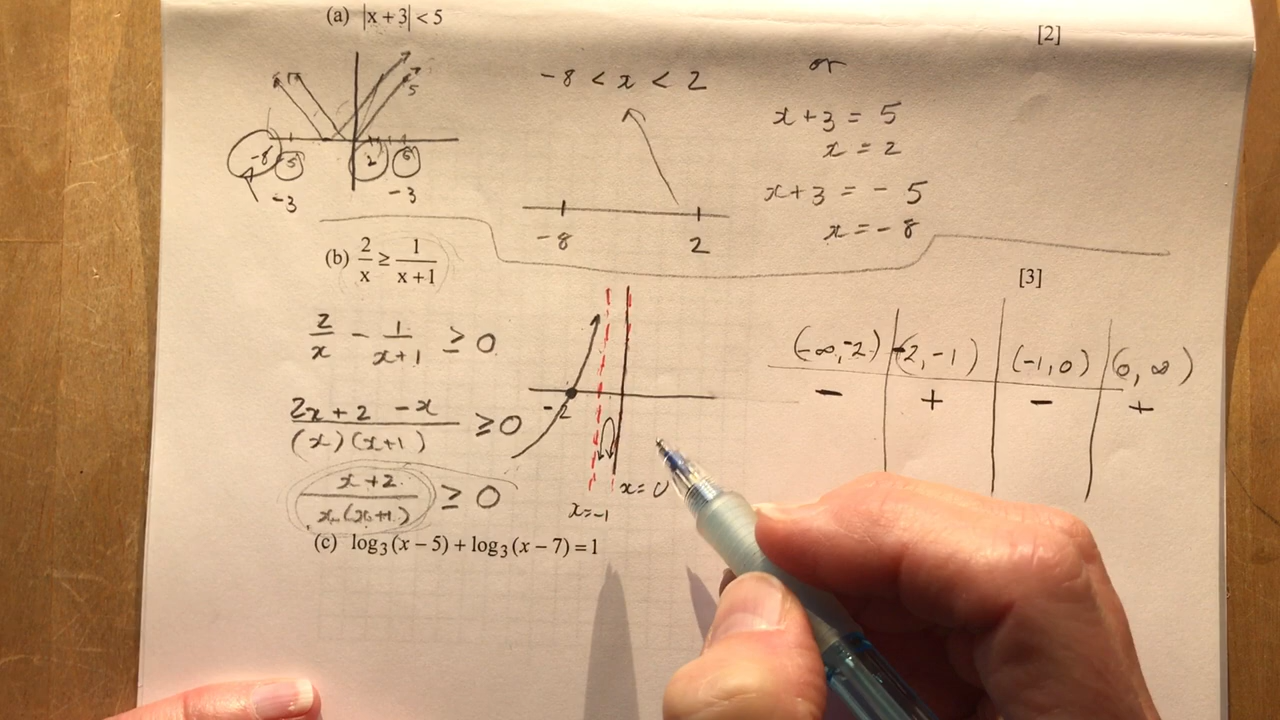 (a) |x + 3| < 5
[2]
-8 < x < 2
or
x + 3 = 5
x = 2
x + 3 = - 5
x = - 8
5
-8 5 2 6
-3 -3
-8 2
(b) 2/x ≥ 1/(x + 1)
[3]
2/x - 1/(x+1) ≥ 0
(2x + 2 - x)/((x)(x+1)) ≥ 0
(x + 2)/(x(x+1)) ≥ 0
-2
x = -1
x = 0
(-∞, -2) (-2, -1) (-1, 0) (0, ∞)
- + - +
(c) log₃(x - 5) + log₃(x - 7) = 1